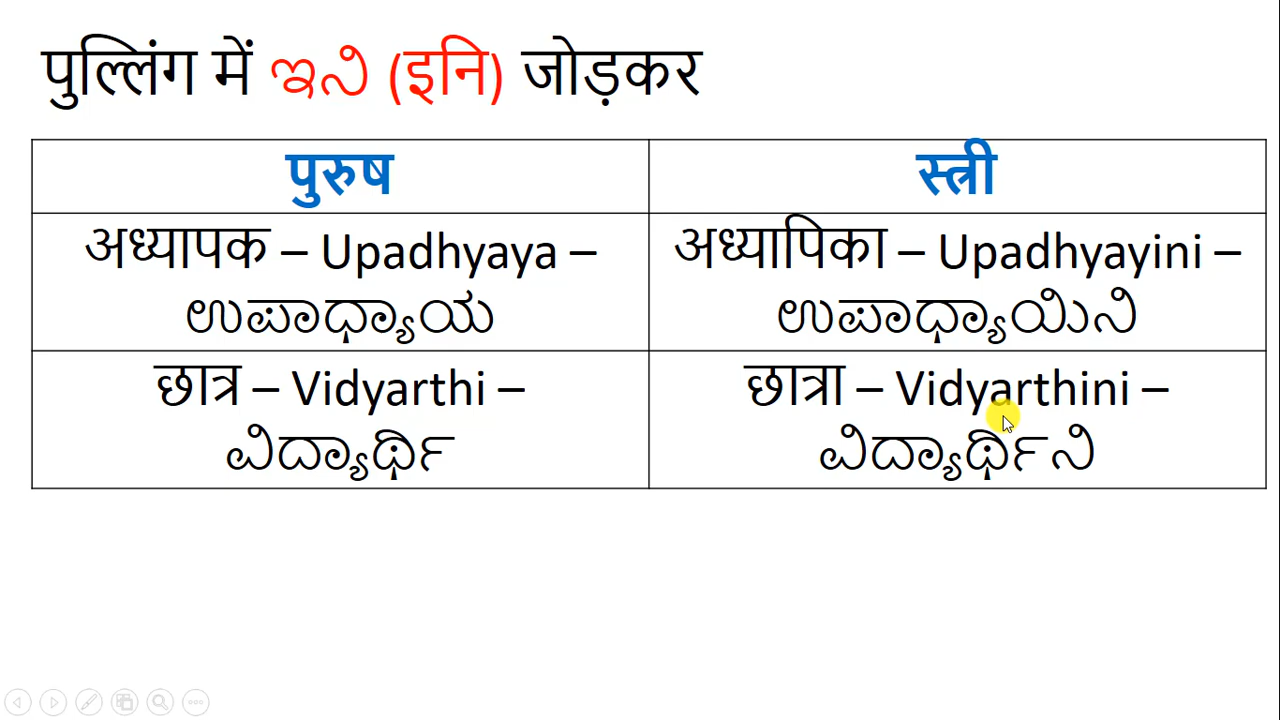 पुल्लिंग में ಇನಿ (इनि) जोड़कर
पुरुष
स्त्री
अध्यापक – Upadhyaya –
ಉಪಾಧ್ಯಾಯ
अध्यापिका – Upadhyayini –
ಉಪಾಧ್ಯಾಯಿನಿ
छात्र – Vidyarthi –
ವಿದ್ಯಾರ್ಥಿ
छात्रा – Vidyarthini –
ವಿದ್ಯಾರ್ಥಿನಿ